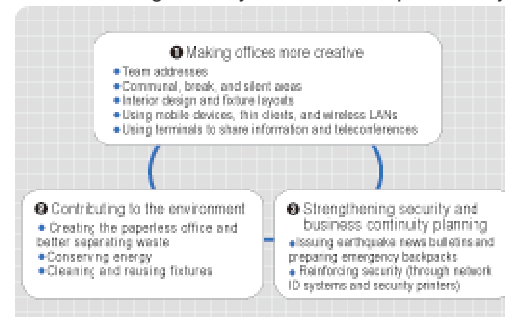 ❶ Making offices more creative
● Team addresses
● Communal, break, and silent areas
● Interior design and fixture layouts
● Using mobile devices, thin clients, and wireless LANs
● Using terminals to share information and teleconferences
❷ Contributing to the environment
● Creating the paperless office and
better separating waste
● Conserving energy
● Cleaning and reusing fixtures
❸ Strengthening security and
business continuity planning
● Issuing earthquake news bulletins and
preparing emergency backpacks
● Reinforcing security (through network
ID systems and security printers)